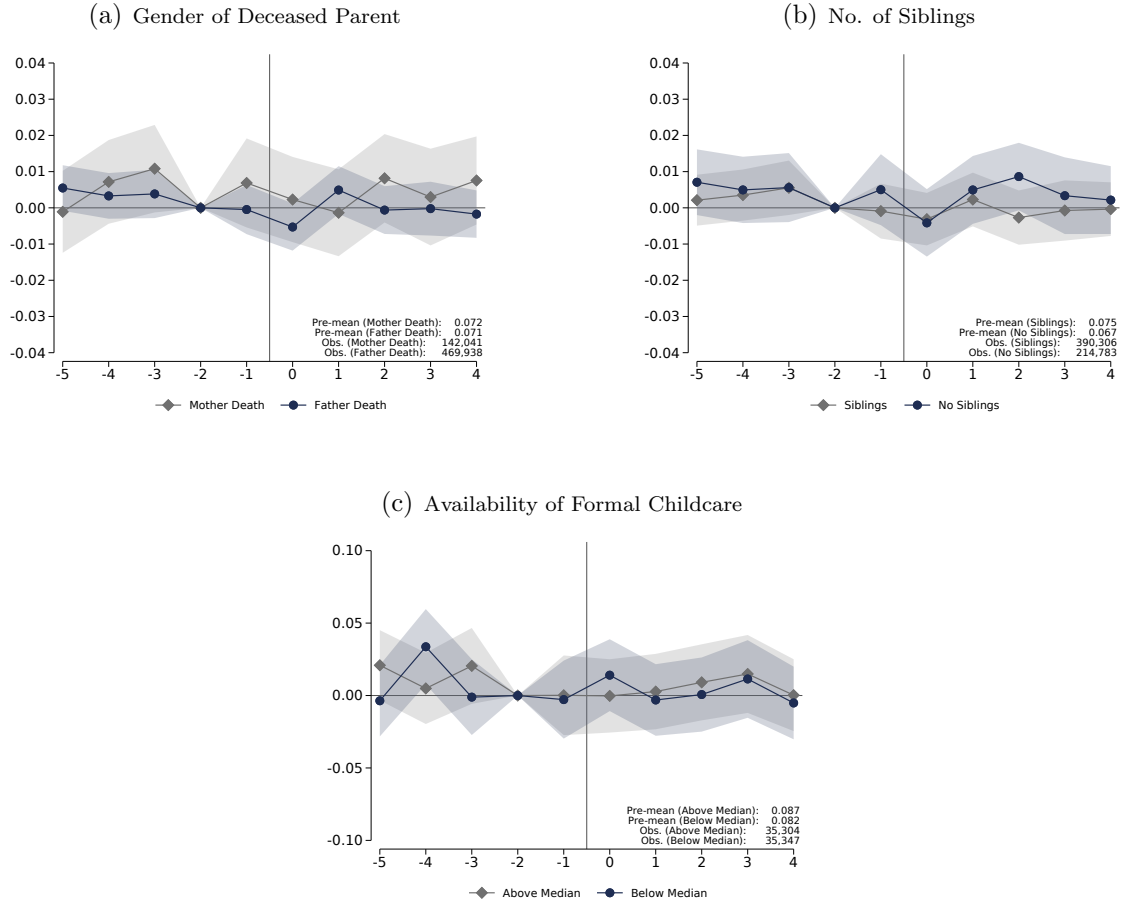 (a) Gender of Deceased Parent
0.04
0.03
0.02
0.01
0.00
-0.01
-0.02
-0.03
-0.04
Pre-mean (Mother Death): 0.072
Pre-mean (Father Death): 0.071
Obs. (Mother Death): 142,041
Obs. (Father Death): 469,938
-5 -4 -3 -2 -1 0 1 2 3 4
Mother Death Father Death
(b) No. of Siblings
0.04
0.03
0.02
0.01
0.00
-0.01
-0.02
-0.03
-0.04
Pre-mean (Siblings): 0.075
Pre-mean (No Siblings): 0.067
Obs. (Siblings): 390,306
Obs. (No Siblings): 214,783
-5 -4 -3 -2 -1 0 1 2 3 4
Siblings No Siblings
(c) Availability of Formal Childcare
0.10
0.05
0.00
-0.05
-0.10
Pre-mean (Above Median): 0.087
Pre-mean (Below Median): 0.082
Obs. (Above Median): 35,304
Obs. (Below Median): 35,347
-5 -4 -3 -2 -1 0 1 2 3 4
Above Median Below Median